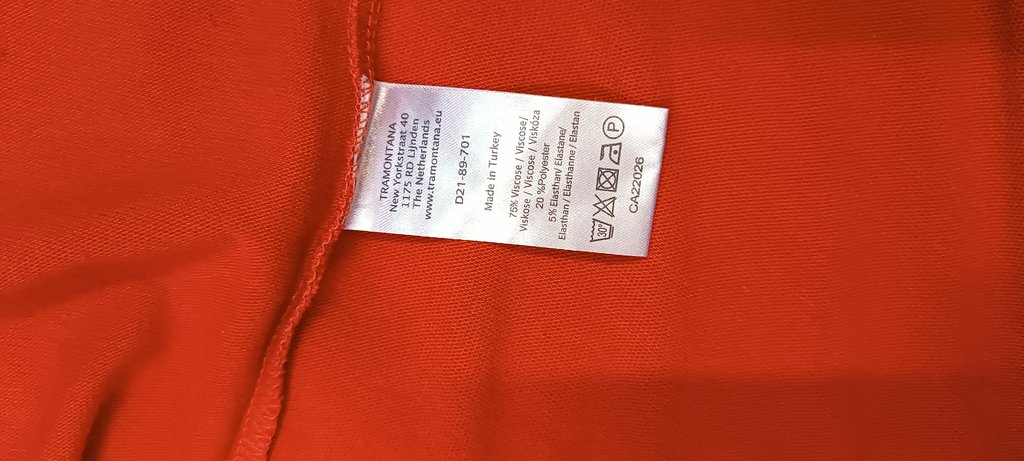 TRAMONTANA
New Yorkstraat 40
1175 RD Lijnden
The Netherlands
www.tramontana.eu
D21-89-701
Made In Turkey
75% Viscose / Viscose/
Viskose / Viscose / Viskóza
20 %Polyester
5% Elasthan/ Elastane/
Elasthan / Elasthanne / Elastan
30°
P
CA22026